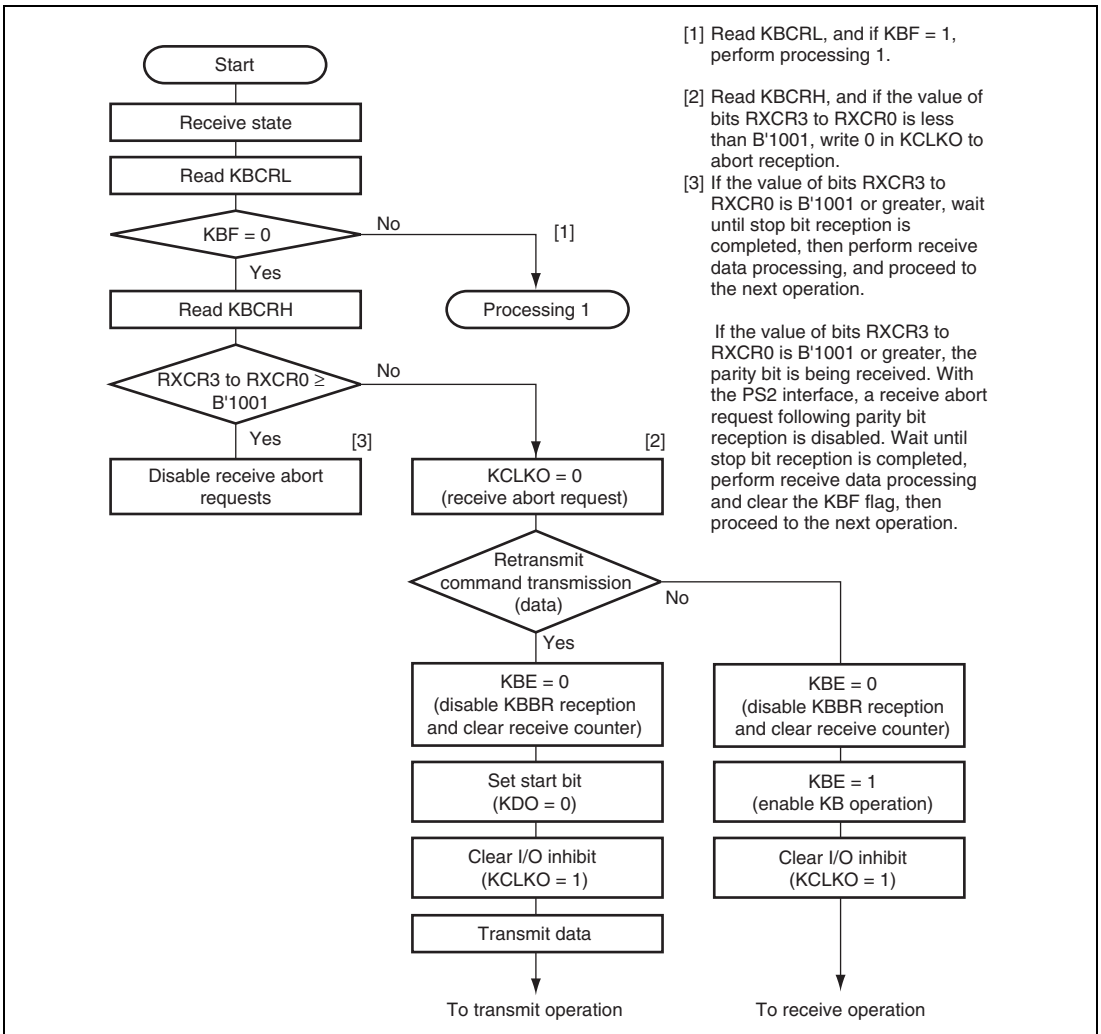 Start
Receive state
Read KBCRL
KBF = 0
No
[1]
Yes
Processing 1
Read KBCRH
RXCR3 to RXCR0 ≥
B'1001
No
Yes
[3]
[2]
Disable receive abort
requests
KCLKO = 0
(receive abort request)
Retransmit
command transmission
(data)
No
Yes
KBE = 0
(disable KBBR reception
and clear receive counter)
Set start bit
(KDO = 0)
Clear I/O inhibit
(KCLKO = 1)
Transmit data
To transmit operation
KBE = 0
(disable KBBR reception
and clear receive counter)
KBE = 1
(enable KB operation)
Clear I/O inhibit
(KCLKO = 1)
To receive operation
[1] Read KBCRL, and if KBF = 1,
perform processing 1.
[2] Read KBCRH, and if the value of
bits RXCR3 to RXCR0 is less
than B'1001, write 0 in KCLKO to
abort reception.
[3] If the value of bits RXCR3 to
RXCR0 is B'1001 or greater, wait
until stop bit reception is
completed, then perform receive
data processing, and proceed to
the next operation.
If the value of bits RXCR3 to
RXCR0 is B'1001 or greater, the
parity bit is being received. With
the PS2 interface, a receive abort
request following parity bit
reception is disabled. Wait until
stop bit reception is completed,
perform receive data processing
and clear the KBF flag, then
proceed to the next operation.